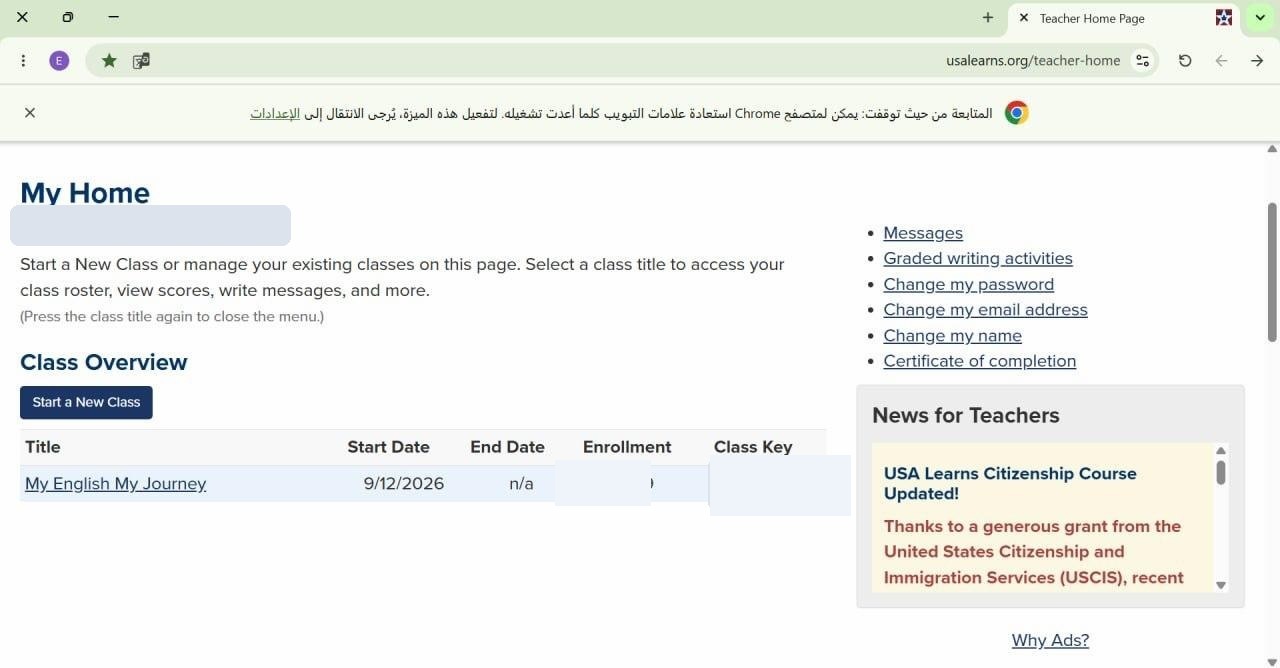 Teacher Home Page
E
usalearns.org/teacher-home
المتابعة من حيث توقفت: يمكن لمتصفح Chrome استعادة علامات التبويب كلما أعدت تشغيله. لتفعيل هذه الميزة، يُرجى الانتقال إلى الإعدادات
My Home
Start a New Class or manage your existing classes on this page. Select a class title to access your
class roster, view scores, write messages, and more.
(Press the class title again to close the menu.)
Class Overview
Start a New Class
Title Start Date End Date Enrollment Class Key
My English My Journey 9/12/2026 n/a
Messages
Graded writing activities
Change my password
Change my email address
Change my name
Certificate of completion
News for Teachers
USA Learns Citizenship Course
Updated!
Thanks to a generous grant from the
United States Citizenship and
Immigration Services (USCIS), recent
Why Ads?